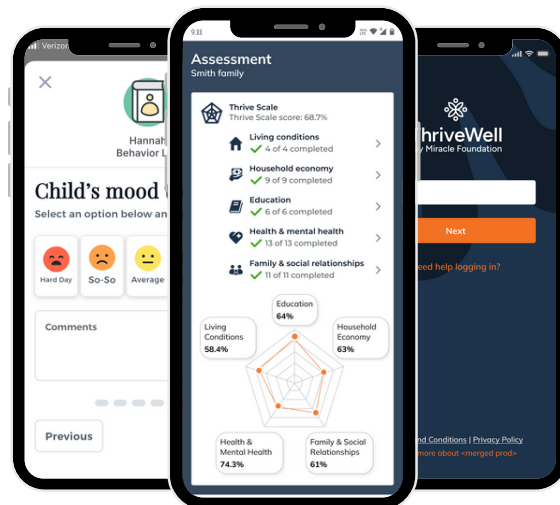 Verizon
Hannah
Behavior L
Child's mood
Select an option below an
Hard Day
So-So
Average
Comments
Previous
9:11
Assessment
Smith family
Thrive Scale
Thrive Scale score: 68.7%
Living conditions
4 of 4 completed
Household economy
9 of 9 completed
Education
6 of 6 completed
Health & mental health
13 of 13 completed
Family & social relationships
11 of 11 completed
Education
64%
Living
Conditions
58.4%
Household
Economy
63%
Health &
Mental Health
74.3%
Family & Social
Relationships
61%
hriveWell
y Miracle Foundation
Next
eed help logging in?
nd Conditions | Privacy Policy
more about <merged prod>